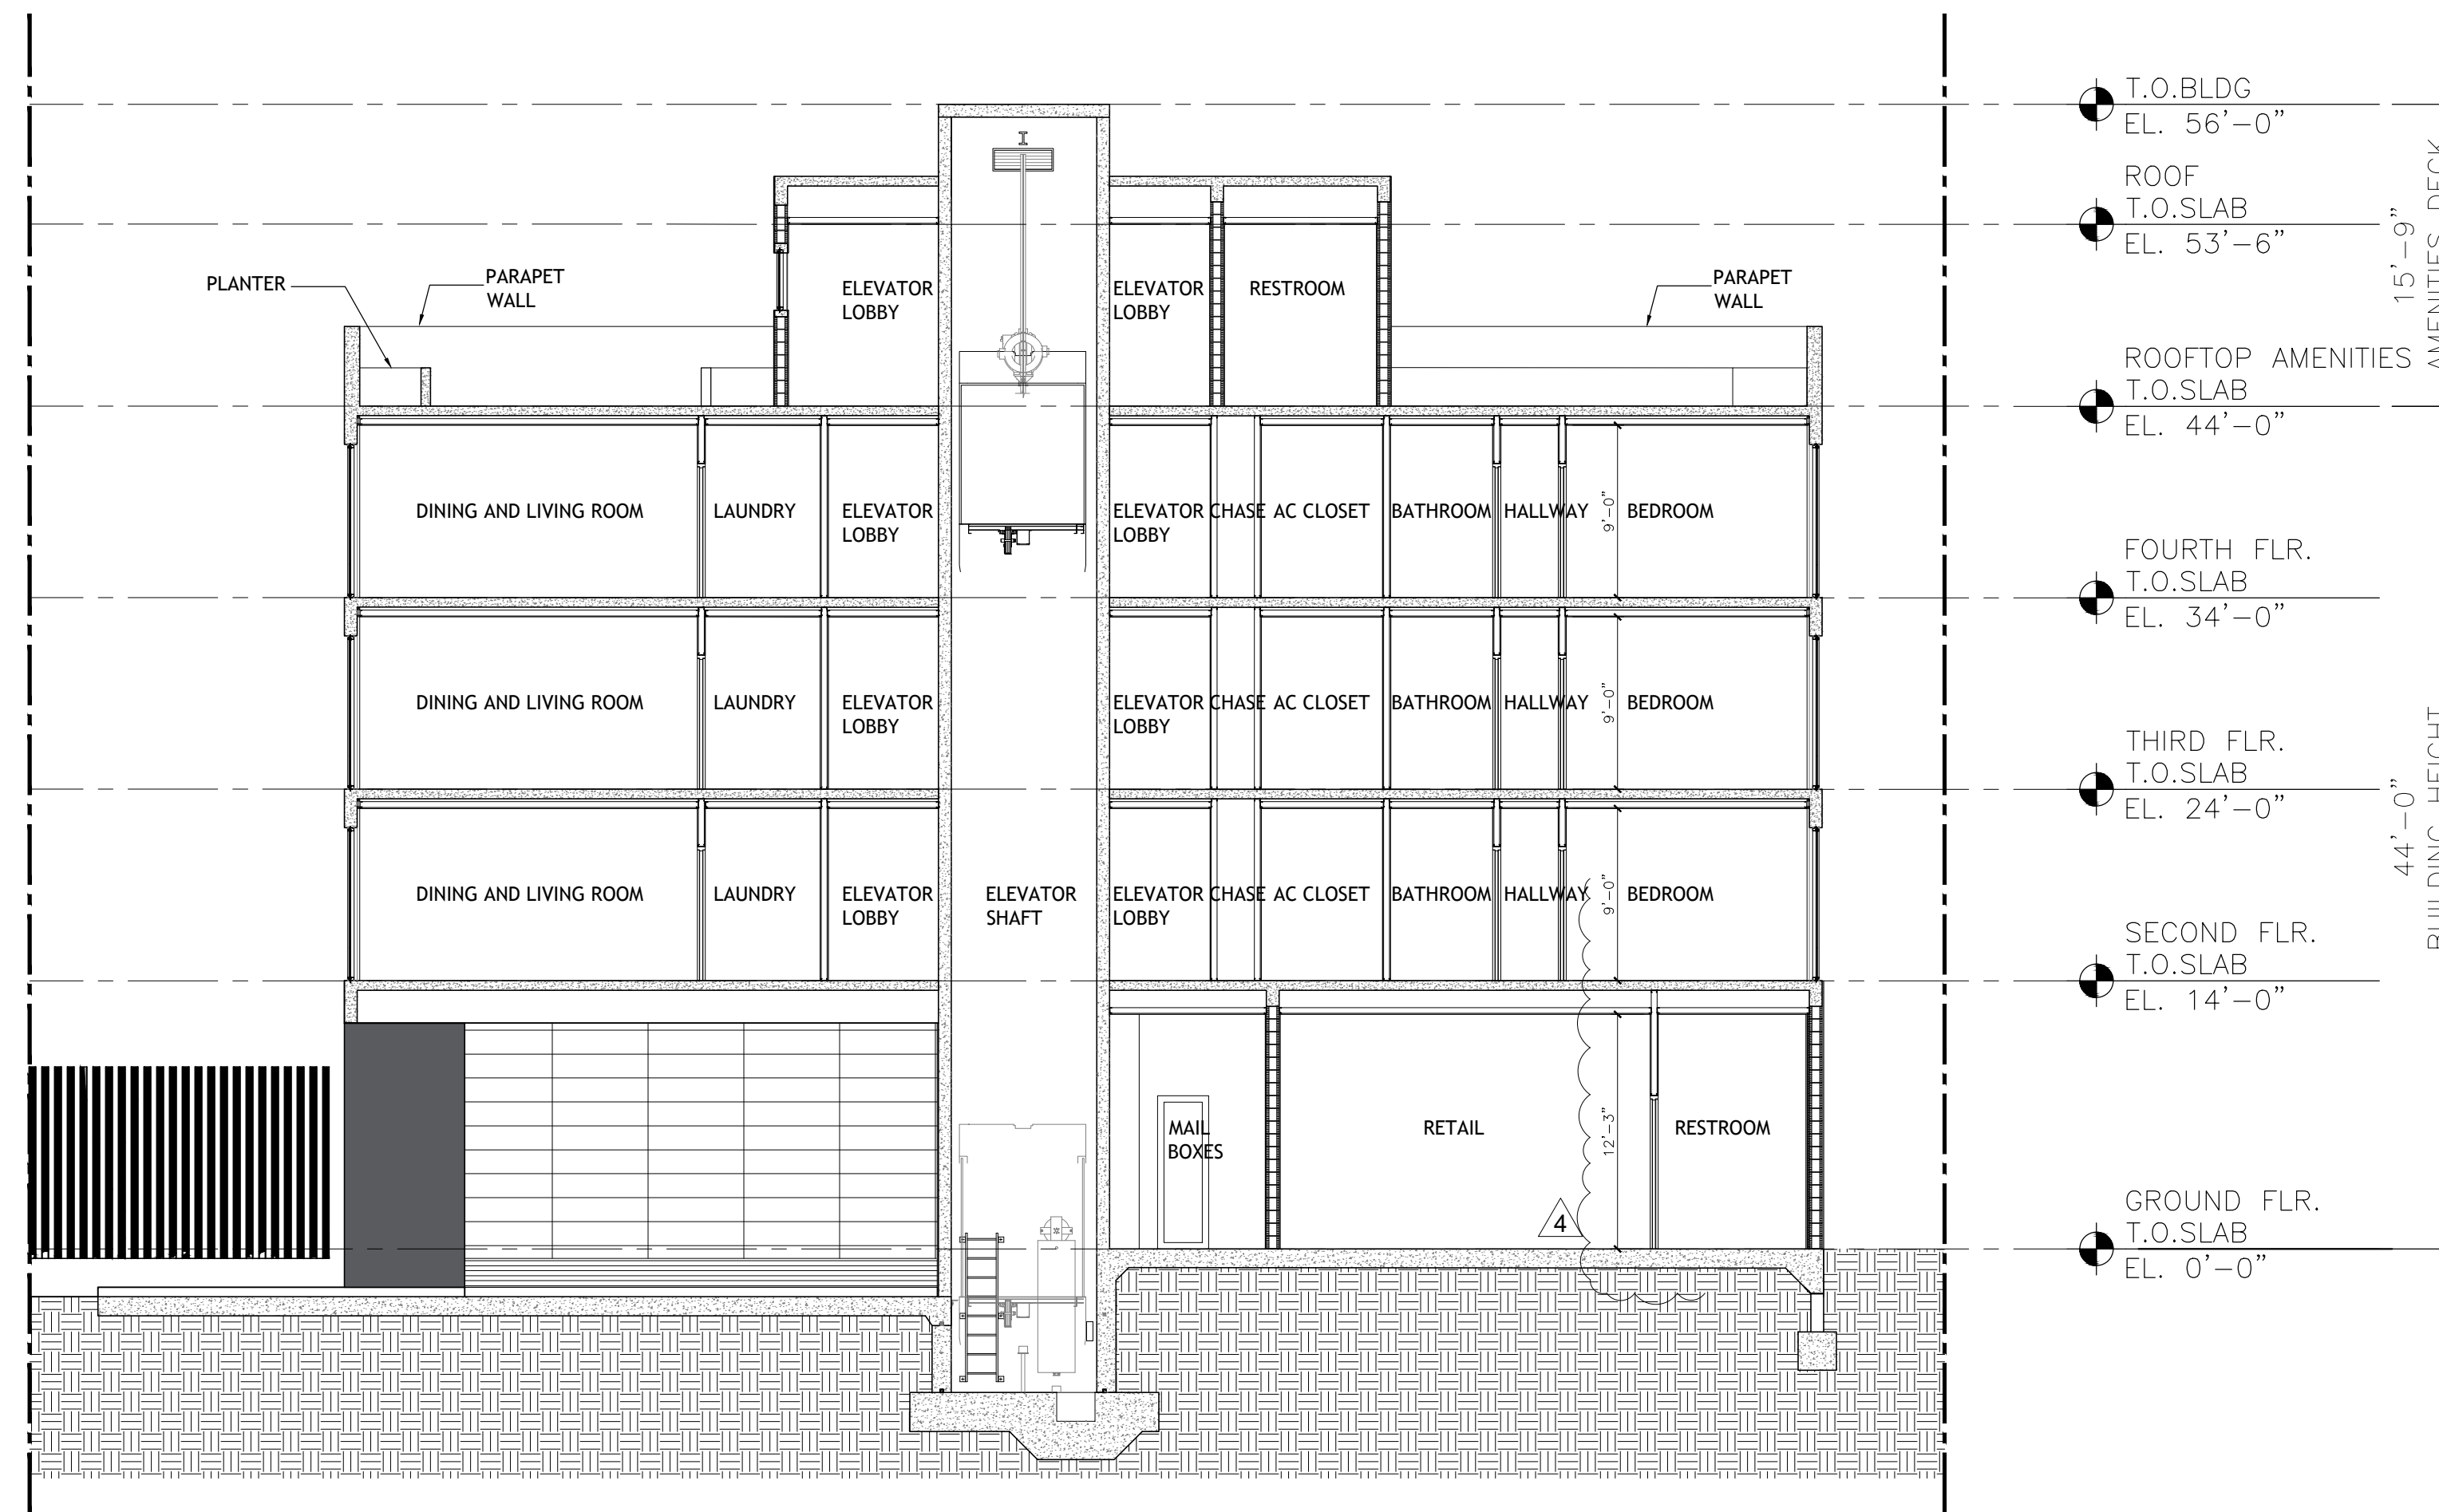 T.O.BLDG
EL. 56'-0"
ROOF
T.O.SLAB
EL. 53'-6"
15'-9"
AMENITIES DECK
PLANTER
PARAPET
WALL
ELEVATOR
LOBBY
ELEVATOR
LOBBY
RESTROOM
PARAPET
WALL
ROOFTOP AMENITIES
T.O.SLAB
EL. 44'-0"
DINING AND LIVING ROOM
LAUNDRY
ELEVATOR
LOBBY
ELEVATOR
LOBBY
CHASE
AC CLOSET
BATHROOM
HALLWAY
9'-0"
BEDROOM
FOURTH FLR.
T.O.SLAB
EL. 34'-0"
DINING AND LIVING ROOM
LAUNDRY
ELEVATOR
LOBBY
ELEVATOR
LOBBY
CHASE
AC CLOSET
BATHROOM
HALLWAY
9'-0"
BEDROOM
THIRD FLR.
T.O.SLAB
EL. 24'-0"
44'-0"
BUILDING HEIGHT
DINING AND LIVING ROOM
LAUNDRY
ELEVATOR
LOBBY
ELEVATOR
SHAFT
ELEVATOR
LOBBY
CHASE
AC CLOSET
BATHROOM
HALLWAY
9'-0"
BEDROOM
SECOND FLR.
T.O.SLAB
EL. 14'-0"
MAIL
BOXES
RETAIL
12'-3"
RESTROOM
4
GROUND FLR.
T.O.SLAB
EL. 0'-0"